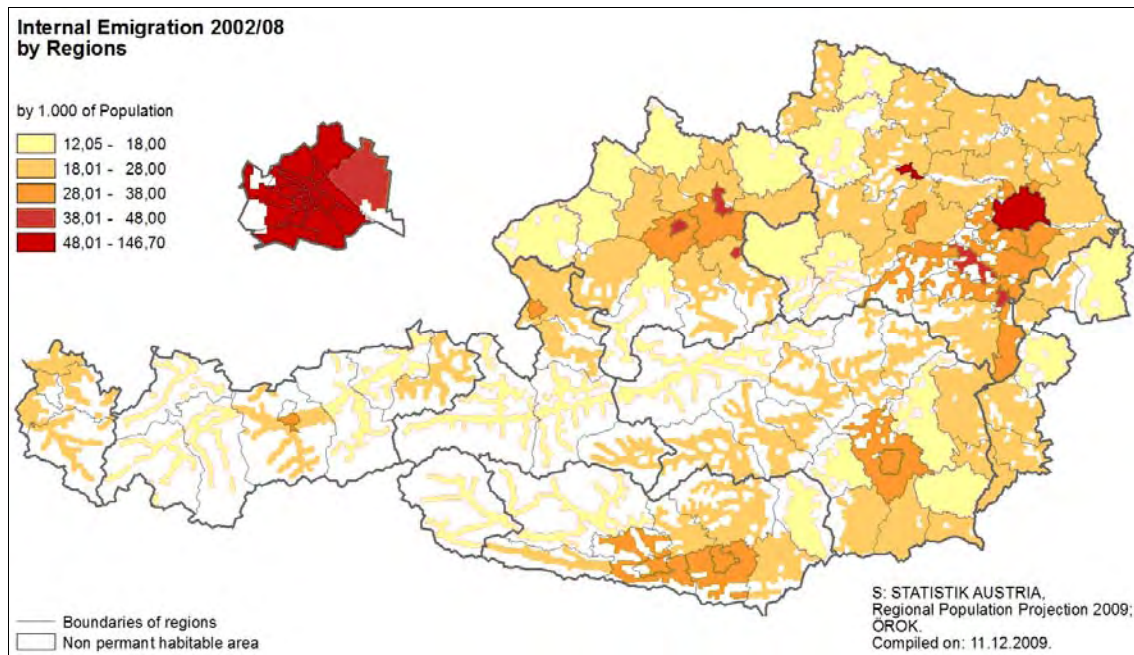 Internal Emigration 2002/08
by Regions
by 1.000 of Population
12,05 - 18,00
18,01 - 28,00
28,01 - 38,00
38,01 - 48,00
48,01 - 146,70
Boundaries of regions
Non permant habitable area
S: STATISTIK AUSTRIA,
Regional Population Projection 2009;
ÖROK.
Compiled on: 11.12.2009.